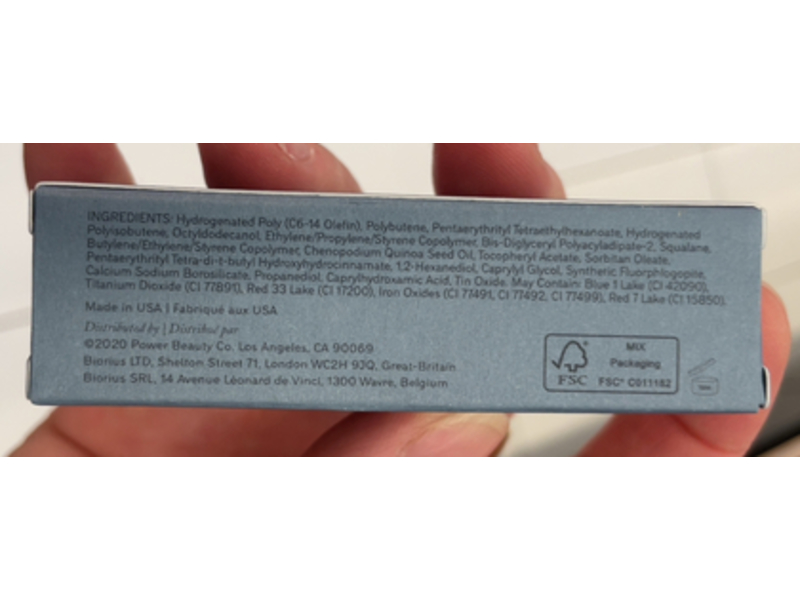 INGREDIENTS: Hydrogenated Poly (C6-14 Olefin), Polybutene, Pentaerythrityl Tetraethylhexanoate, Hydrogenated
Polyisobutene, Octyldodecanol, Ethylene/Propylene/Styrene Copolymer, Bis-Diglyceryl Polyacyladipate-2, Squalane,
Butylene/Ethylene/Styrene Copolymer, Chenopodium Quinoa Seed Oil, Tocopheryl Acetate, Sorbitan Oleate,
Pentaerythrityl Tetra-di-t-butyl Hydroxyhydrocinnamate, 1,2-Hexanediol, Caprylyl Glycol, Synthetic Fluorphlogopite,
Calcium Sodium Borosilicate, Propanediol, Caprylhydroxamic Acid, Tin Oxide. May Contain: Blue 1 Lake (CI 42090),
Titanium Dioxide (CI 77891), Red 33 Lake (CI 17200), Iron Oxides (CI 77491, CI 77492, CI 77499), Red 7 Lake (CI 15850).
Made in USA | Fabriqué aux USA
Distributed by | Distribué par
©2020 Power Beauty Co. Los Angeles, CA 90069
Biorius LTD, Shelton Street 71, London WC2H 9JQ, Great-Britain
Biorius SRL, 14 Avenue Léonard de Vinci, 1300 Wavre, Belgium
FSC
MIX
Packaging
FSC® C011182